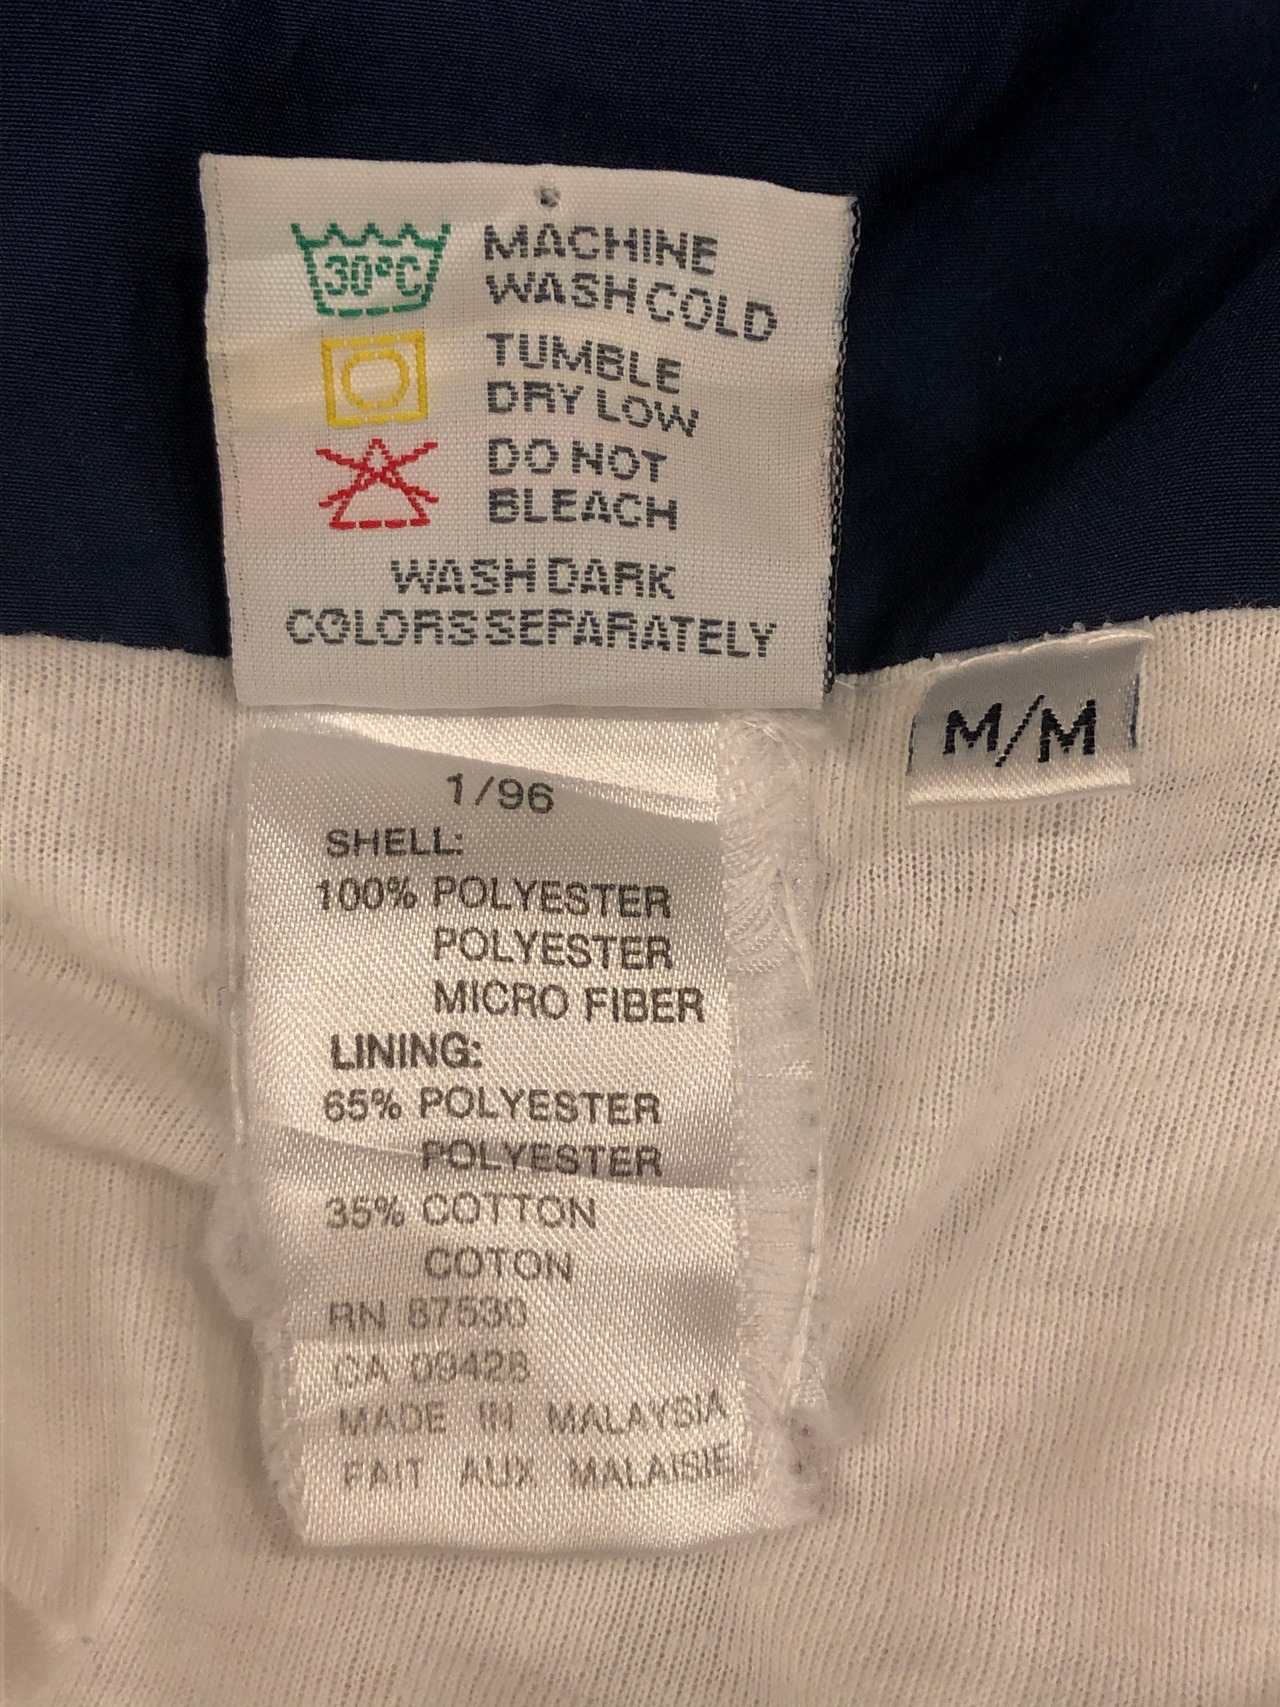 30°C
MACHINE
WASH COLD
TUMBLE
DRY LOW
DO NOT
BLEACH
WASH DARK
COLORS SEPARATELY
M/M
1/96
SHELL:
100% POLYESTER
POLYESTER
MICRO FIBER
LINING:
65% POLYESTER
POLYESTER
35% COTTON
COTON
RN 87530
CA 09428
MADE IN MALAYSIA
FAIT AUX MALAISIE